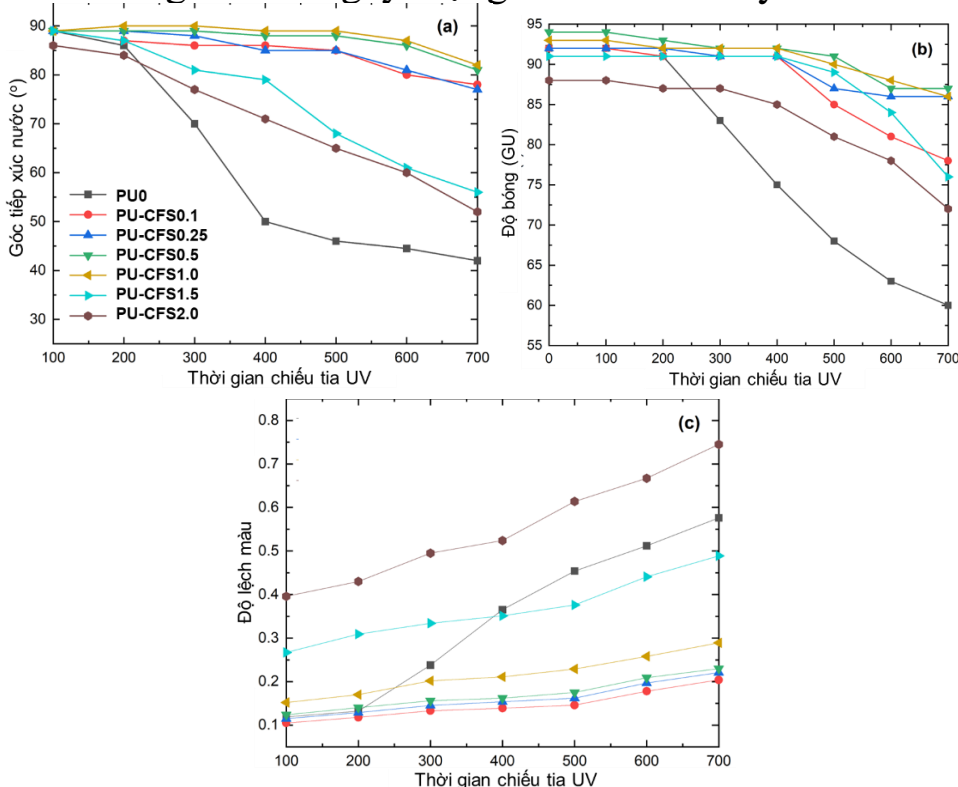 (a)
Góc tiếp xúc nước (°)
90
80
70
60
50
40
30
PU0
PU-CFS0.1
PU-CFS0.25
PU-CFS0.5
PU-CFS1.0
PU-CFS1.5
PU-CFS2.0
100 200 300 400 500 600 700
Thời gian chiếu tia UV
(b)
Độ bóng (GU)
95
90
85
80
75
70
65
60
55
0 100 200 300 400 500 600 700
Thời gian chiếu tia UV
(c)
Độ lệch màu
0.8
0.7
0.6
0.5
0.4
0.3
0.2
0.1
100 200 300 400 500 600 700
Thời gian chiếu tia UV